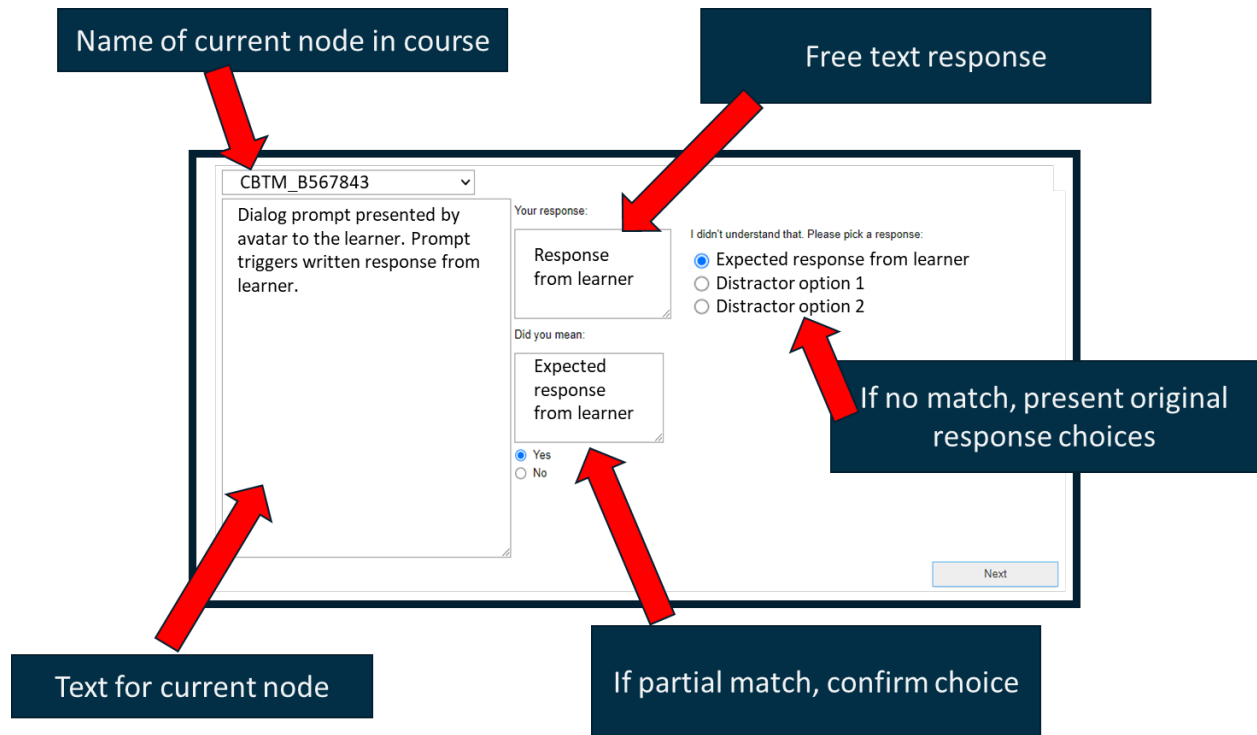 Name of current node in course
Free text response
CBTM_B567843
Dialog prompt presented by
avatar to the learner. Prompt
triggers written response from
learner.
Your response:
Response
from learner
I didn't understand that. Please pick a response:
Expected response from learner
Distractor option 1
Distractor option 2
Did you mean:
Expected
response
from learner
Yes
No
If no match, present original
response choices
Next
Text for current node
If partial match, confirm choice